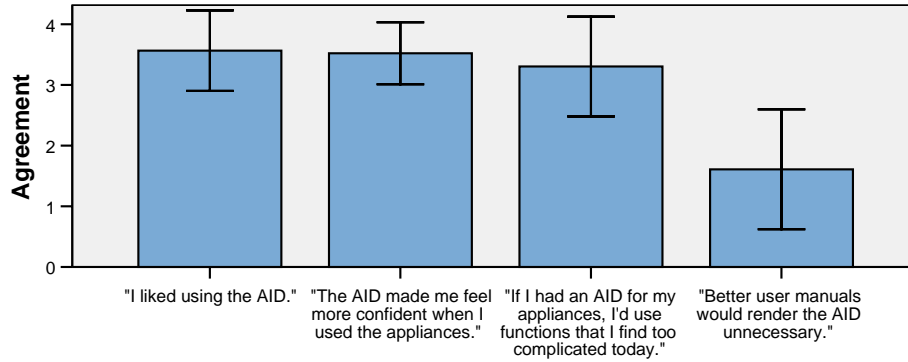 4
3
2
1
0
Agreement
"I liked using the AID."
"The AID made me feel
more confident when I
used the appliances."
"If I had an AID for my
appliances, I'd use
functions that I find too
complicated today."
"Better user manuals
would render the AID
unnecessary."